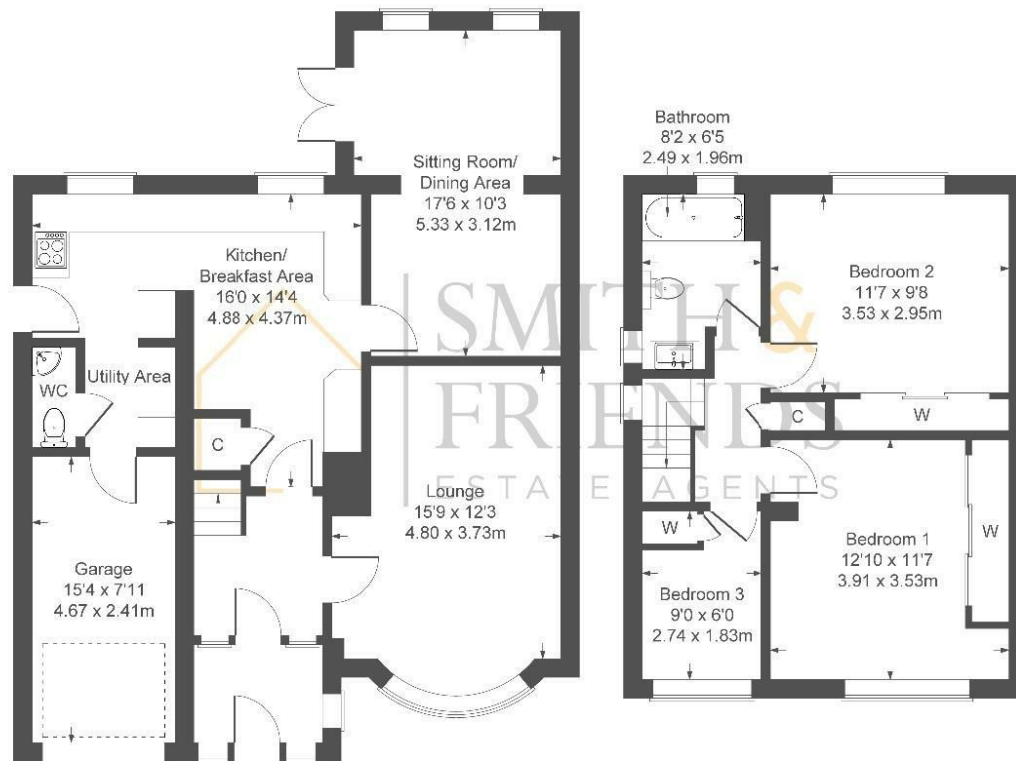 Sitting Room/
Dining Area
17'6 x 10'3
5.33 x 3.12m
Kitchen/
Breakfast Area
16'0 x 14'4
4.88 x 4.37m
WC
Utility Area
C
Lounge
15'9 x 12'3
4.80 x 3.73m
Garage
15'4 x 7'11
4.67 x 2.41m
Bathroom
8'2 x 6'5
2.49 x 1.96m
Bedroom 2
11'7 x 9'8
3.53 x 2.95m
C
W
W
W
Bedroom 1
12'10 x 11'7
3.91 x 3.53m
Bedroom 3
9'0 x 6'0
2.74 x 1.83m
SMITH &
FRIENDS
ESTATE AGENTS